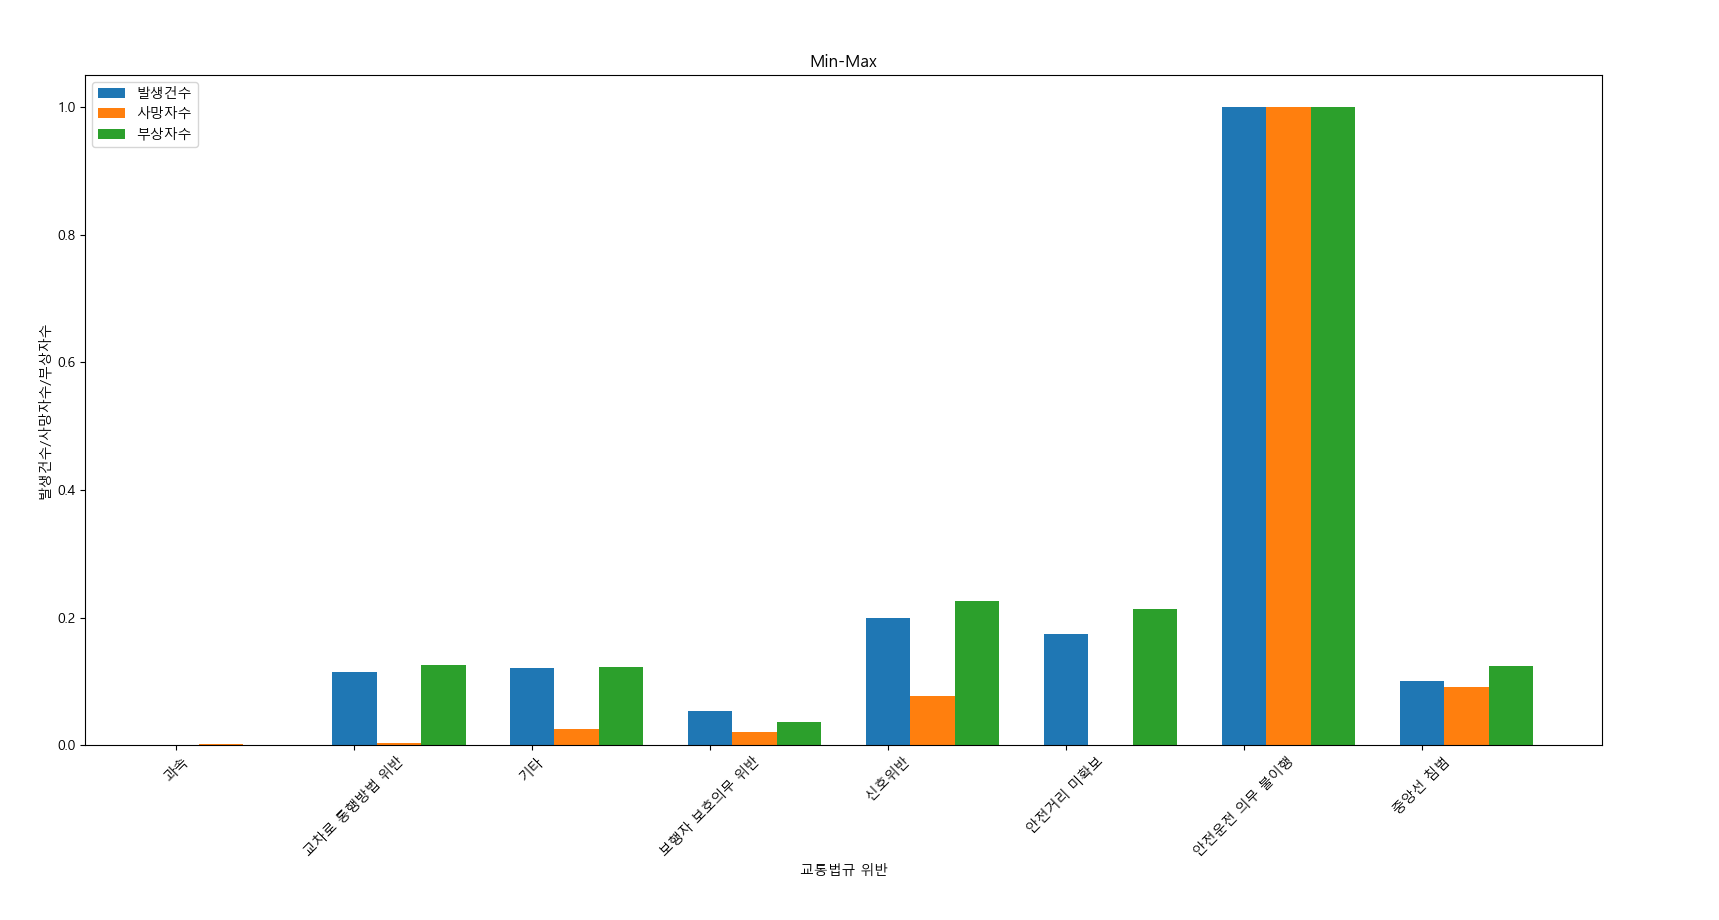 Min-Max
발생건수
사망자수
부상자수
1.0
0.8
0.6
0.4
0.2
0.0
발생건수/사망자수/부상자수
과속
교차로 통행방법 위반
기타
보행자 보호의무 위반
신호위반
안전거리 미확보
안전운전 의무 불이행
중앙선 침범
교통법규 위반